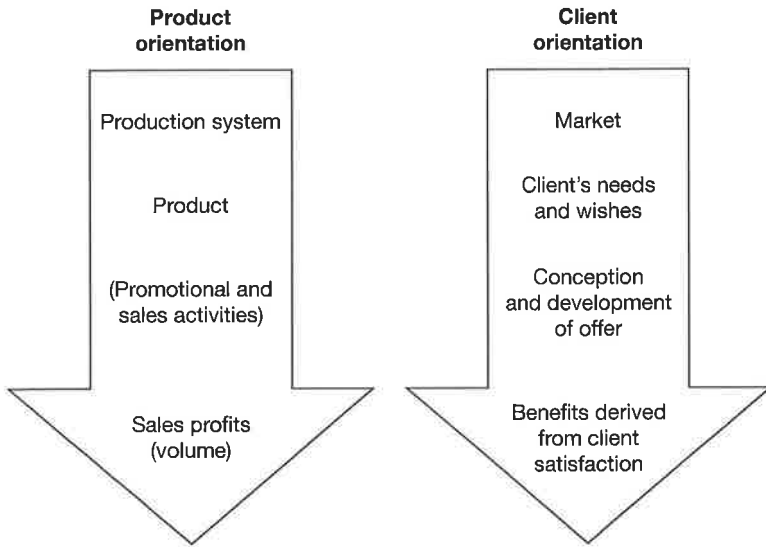 Product
orientation
Production system
Product
(Promotional and
sales activities)
Sales profits
(volume)
Client
orientation
Market
Client's needs
and wishes
Conception
and development
of offer
Benefits derived
from client
satisfaction